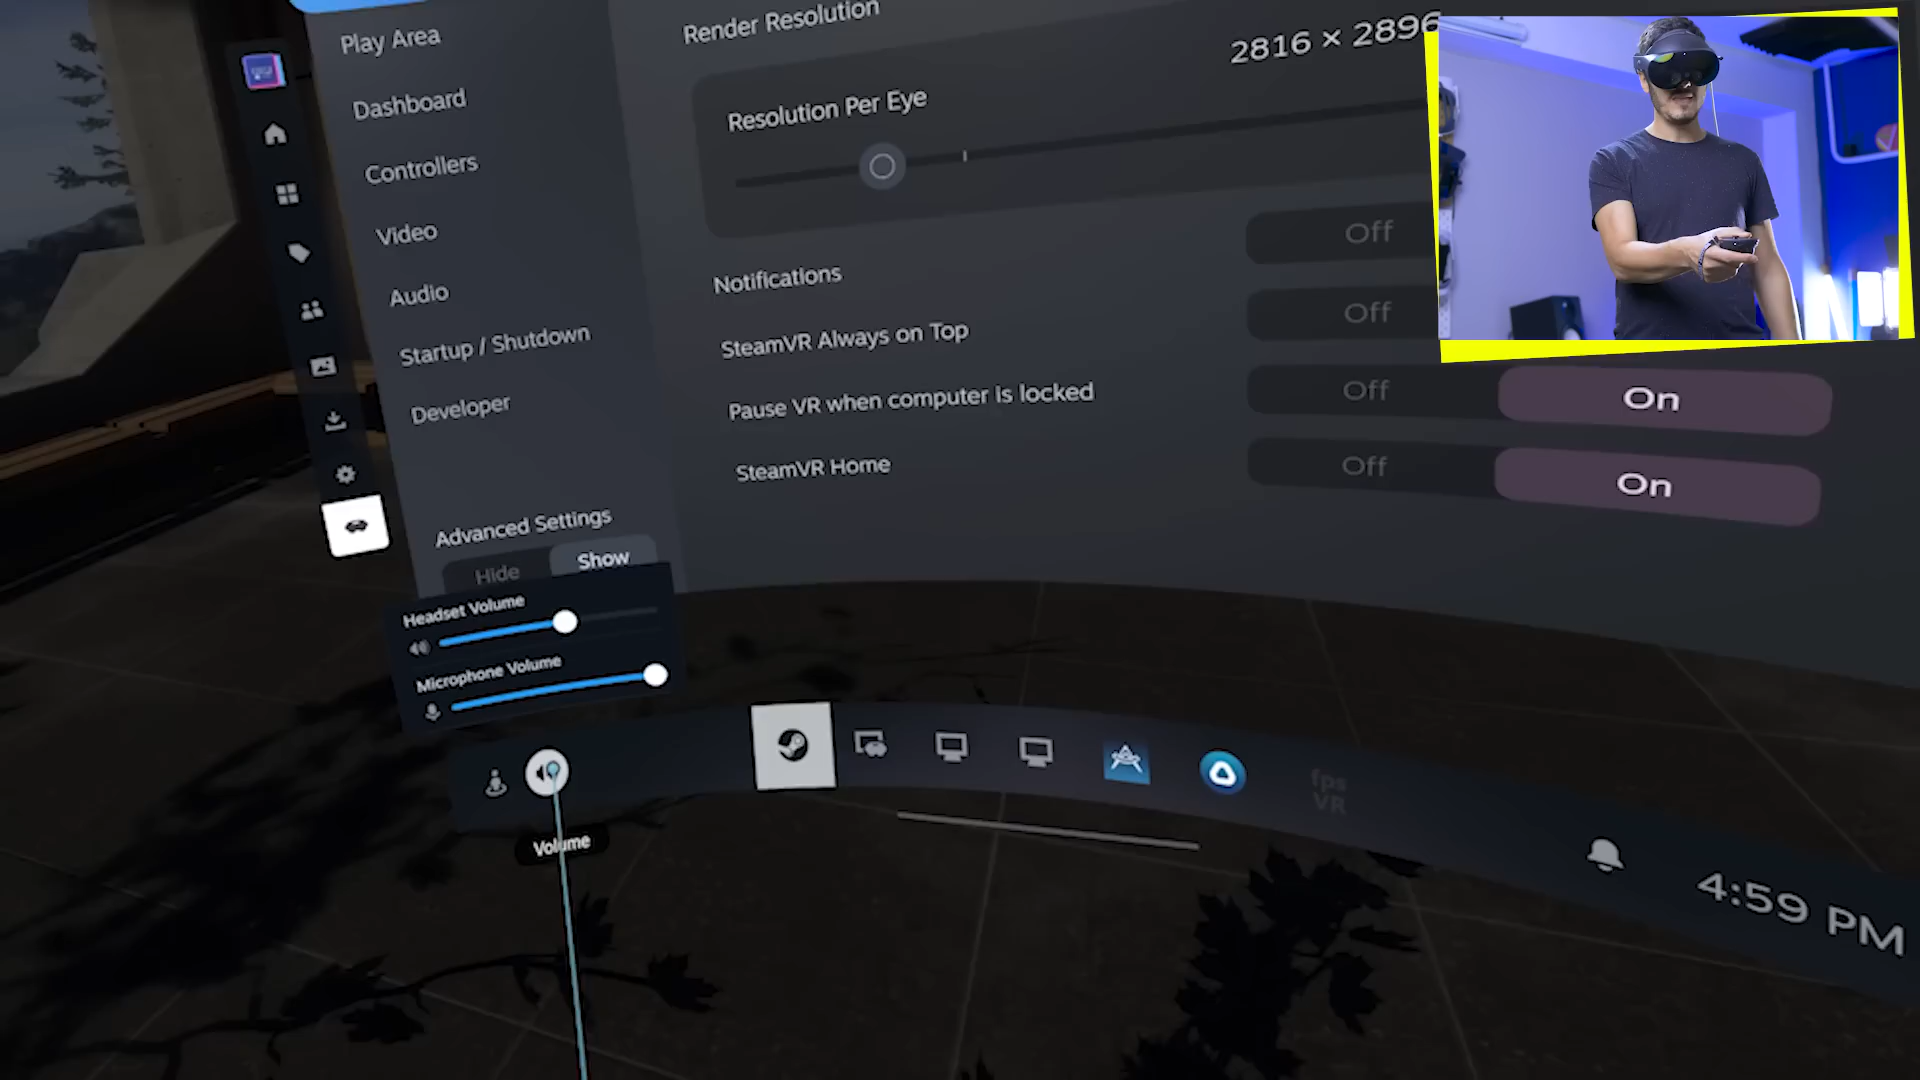 Play Area
Dashboard
Controllers
Video
Audio
Startup / Shutdown
Developer
Advanced Settings
Hide
Show
Render Resolution
2816 × 2896
Resolution Per Eye
Notifications
Off
SteamVR Always on Top
Off
Pause VR when computer is locked
Off
On
SteamVR Home
Off
On
Headset Volume
Microphone Volume
Volume
fps
VR
4:59 PM